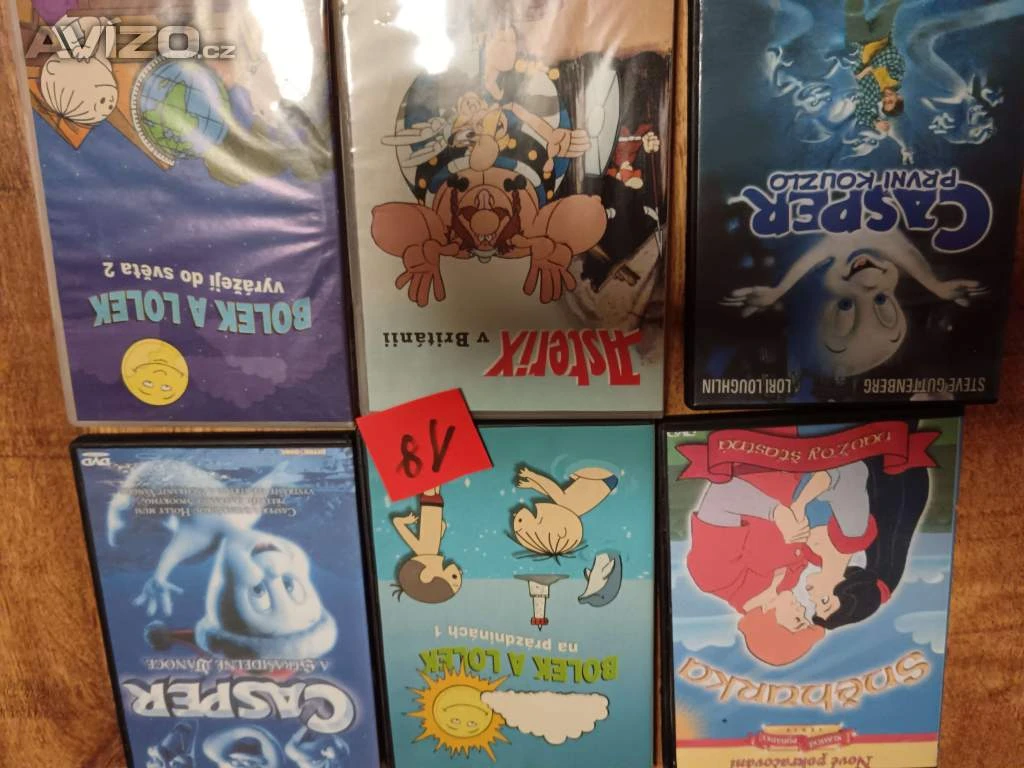 AVIZO.cz
BOLEK A LOLEK
vyrážejí do světa 2
Asterix
v Británii
STEVE GUTTENBERG LORI LOUGHLIN
CASPER
PRVNÍ KOUZLO
18
CASPER
A STRAŠIDELNÉ VÁNOCE
DVD
BOLEK A LOLEK
na prázdninách 1
Nové pokračování
Sněhurka
navždy šťastná
DVD